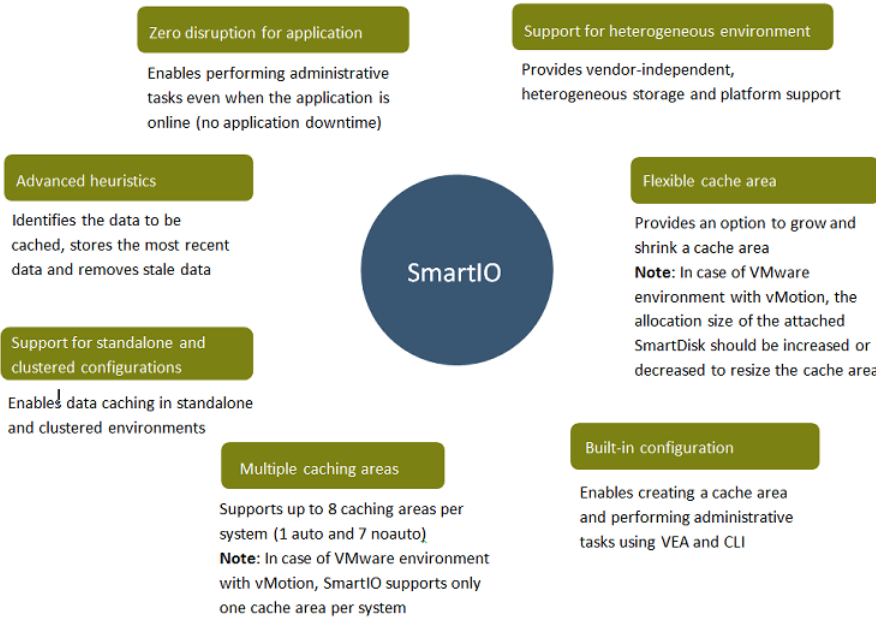 Zero disruption for application
Enables performing administrative
tasks even when the application is
online (no application downtime)
Support for heterogeneous environment
Provides vendor-independent,
heterogeneous storage and platform support
Advanced heuristics
Identifies the data to be
cached, stores the most recent
data and removes stale data
SmartIO
Flexible cache area
Provides an option to grow and
shrink a cache area
Note: In case of VMware
environment with vMotion, the
allocation size of the attached
SmartDisk should be increased or
decreased to resize the cache area
Support for standalone and
clustered configurations
Enables data caching in standalone
and clustered environments
Multiple caching areas
Supports up to 8 caching areas per
system (1 auto and 7 noauto)
Note: In case of VMware environment
with vMotion, SmartIO supports only
one cache area per system
Built-in configuration
Enables creating a cache area
and performing administrative
tasks using VEA and CLI